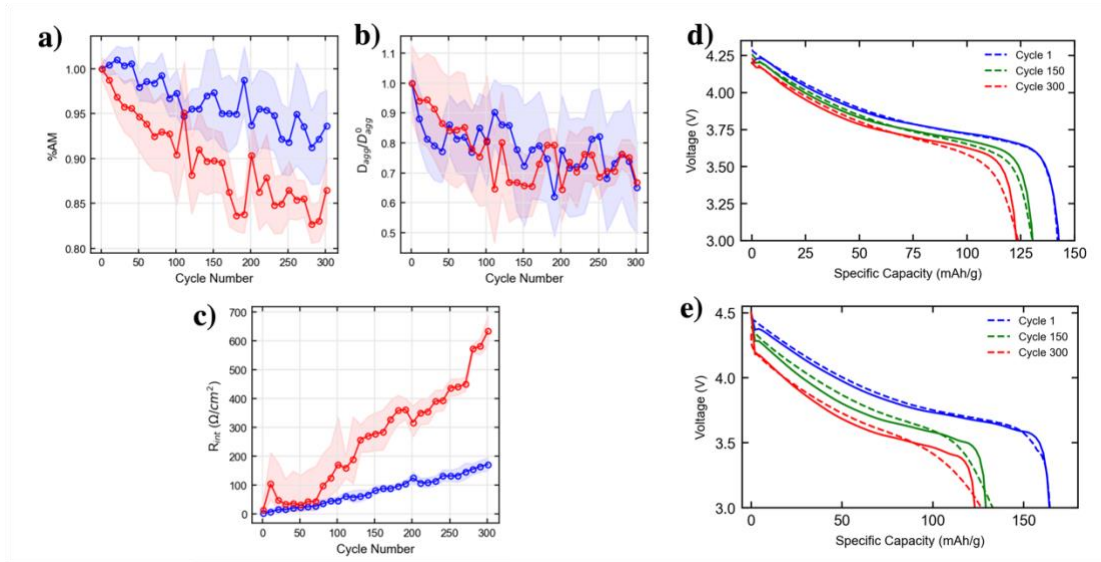 a)
1.00
0.95
0.90
0.85
0.80
%AM
0 50 100 150 200 250 300
Cycle Number
b)
1.1
1.0
0.9
0.8
0.7
0.6
0.5
D_agg/D^0_agg
0 50 100 150 200 250 300
Cycle Number
c)
700
600
500
400
300
200
100
0
R_int (Ω/cm²)
0 50 100 150 200 250 300
Cycle Number
d)
4.25
4.00
3.75
3.50
3.25
3.00
Voltage (V)
Cycle 1
Cycle 150
Cycle 300
0 25 50 75 100 125 150
Specific Capacity (mAh/g)
e)
4.5
4.0
3.5
3.0
Voltage (V)
Cycle 1
Cycle 150
Cycle 300
0 50 100 150
Specific Capacity (mAh/g)